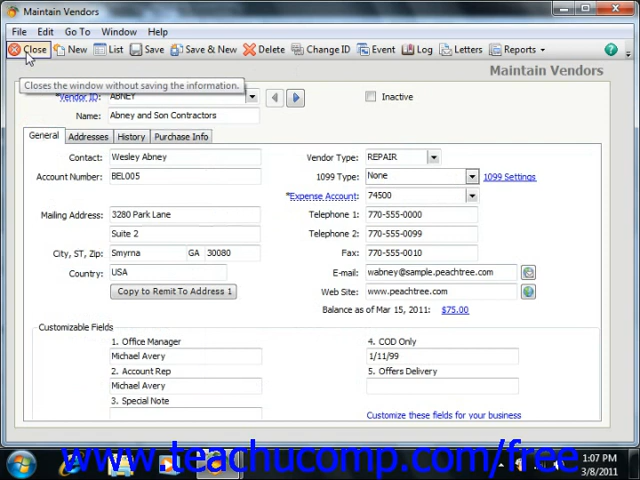 Maintain Vendors
File Edit Go To Window Help
Close New List Save Save & New Delete Change ID Event Log Letters Reports ?
Maintain Vendors
Closes the window without saving the information.
*Vendor ID: ABNEY Inactive
Name: Abney and Son Contractors
General Addresses History Purchase Info
Contact: Wesley Abney Vendor Type: REPAIR
Account Number: BEL005 1099 Type: None 1099 Settings
*Expense Account: 74500
Mailing Address: 3280 Park Lane Telephone 1: 770-555-0000
Suite 2 Telephone 2: 770-555-0099
City, ST, Zip: Smyrna GA 30080 Fax: 770-555-0010
Country: USA E-mail: wabney@sample.peachtree.com
Copy to Remit To Address 1 Web Site: www.peachtree.com
Balance as of Mar 15, 2011: $75.00
Customizable Fields
1. Office Manager 4. COD Only
Michael Avery 1/11/99
2. Account Rep 5. Offers Delivery
Michael Avery
3. Special Note
Customize these fields for your business
www.teachucomp.com/free
1:07 PM
3/8/2011